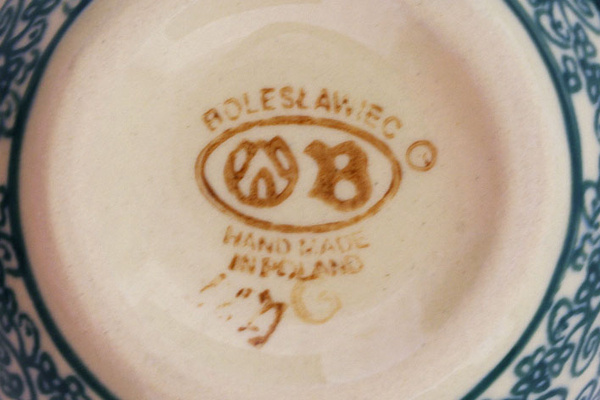 BOLESŁAWIEC
B
HAND MADE
IN POLAND